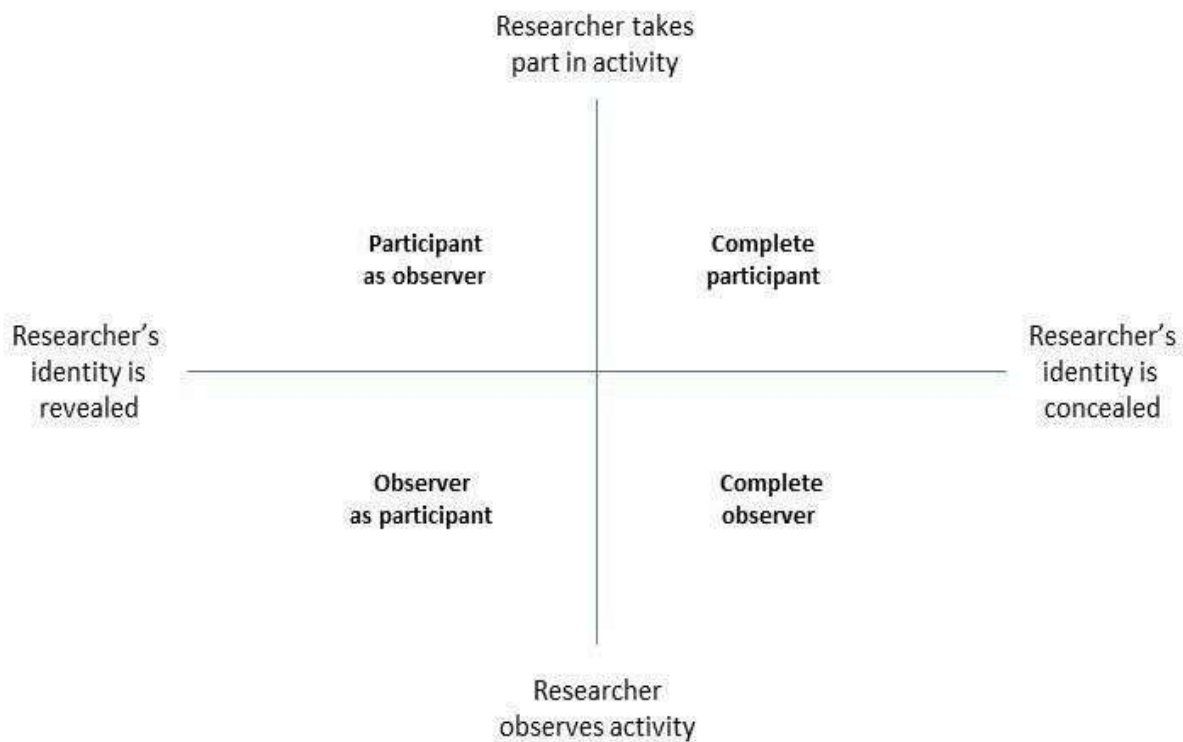 Researcher takes
part in activity
Participant
as observer
Complete
participant
Researcher's
identity is
revealed
Researcher's
identity is
concealed
Observer
as participant
Complete
observer
Researcher
observes activity